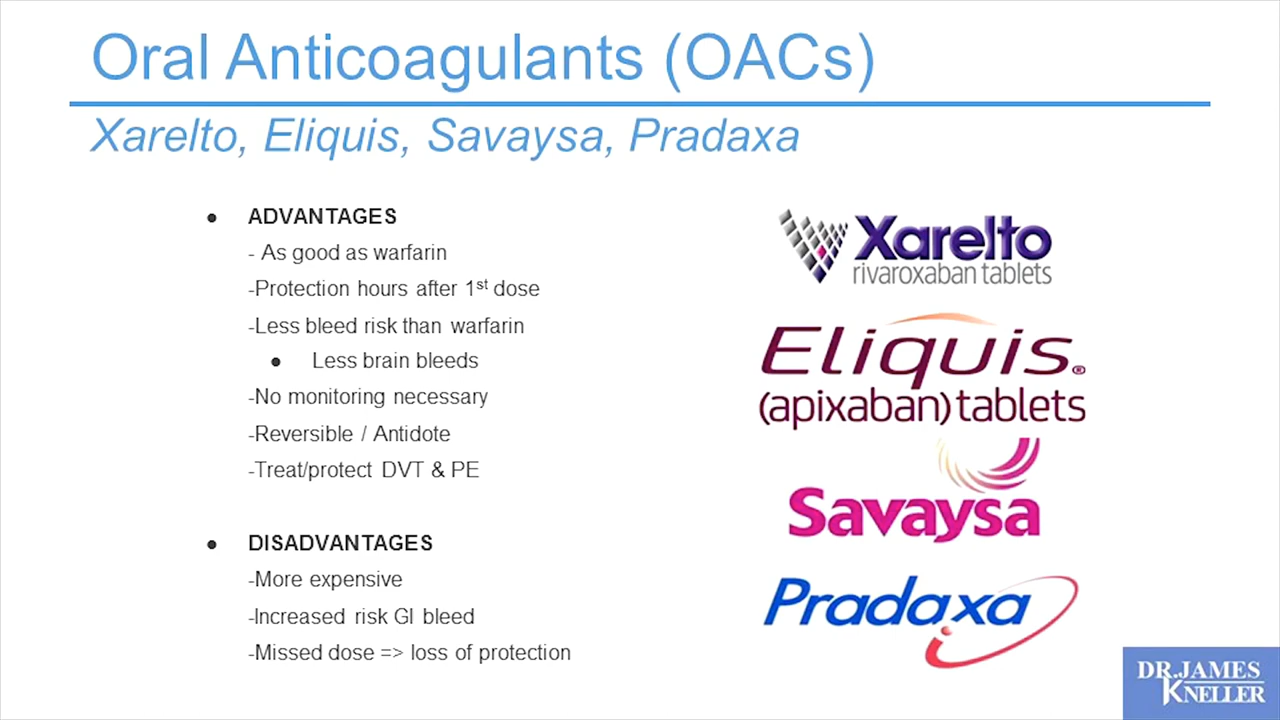 Oral Anticoagulants (OACs)
Xarelto, Eliquis, Savaysa, Pradaxa
● ADVANTAGES
- As good as warfarin
-Protection hours after 1st dose
-Less bleed risk than warfarin
● Less brain bleeds
-No monitoring necessary
-Reversible / Antidote
-Treat/protect DVT & PE
● DISADVANTAGES
-More expensive
-Increased risk GI bleed
-Missed dose => loss of protection
Xarelto
rivaroxaban tablets
Eliquis®
(apixaban) tablets
Savaysa
Pradaxa
DR.JAMES
KNELLER